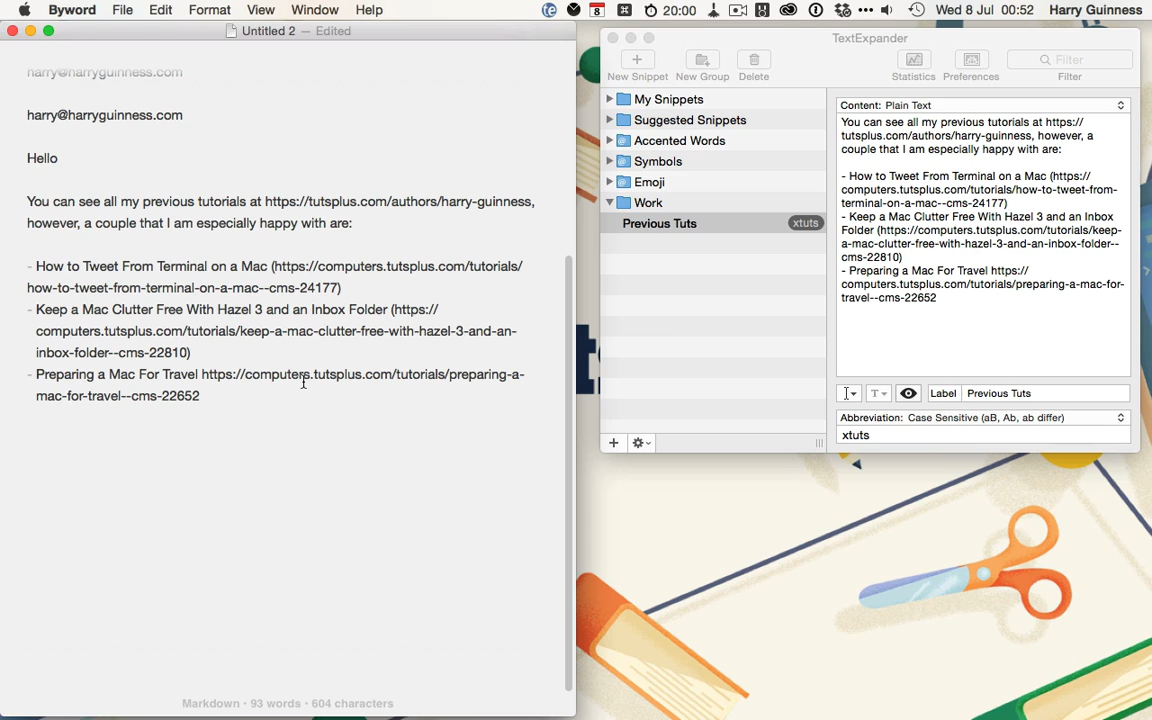 Byword File Edit Format View Window Help 8 20:00 Wed 8 Jul 00:52 Harry Guinness
Untitled 2 — Edited
harry@harryguinness.com
harry@harryguinness.com
Hello
You can see all my previous tutorials at https://tutsplus.com/authors/harry-guinness,
however, a couple that I am especially happy with are:
- How to Tweet From Terminal on a Mac (https://computers.tutsplus.com/tutorials/
how-to-tweet-from-terminal-on-a-mac--cms-24177)
- Keep a Mac Clutter Free With Hazel 3 and an Inbox Folder (https://
computers.tutsplus.com/tutorials/keep-a-mac-clutter-free-with-hazel-3-and-an-
inbox-folder--cms-22810)
- Preparing a Mac For Travel https://computers.tutsplus.com/tutorials/preparing-a-
mac-for-travel--cms-22652
Markdown • 93 words • 604 characters
TextExpander
New Snippet New Group Delete Statistics Preferences Filter
Filter
My Snippets
Suggested Snippets
Accented Words
Symbols
Emoji
Work
Previous Tuts xtuts
Content: Plain Text
You can see all my previous tutorials at https://
tutsplus.com/authors/harry-guinness, however, a
couple that I am especially happy with are:
- How to Tweet From Terminal on a Mac (https://
computers.tutsplus.com/tutorials/how-to-tweet-from-
terminal-on-a-mac--cms-24177)
- Keep a Mac Clutter Free With Hazel 3 and an Inbox
Folder (https://computers.tutsplus.com/tutorials/keep-
a-mac-clutter-free-with-hazel-3-and-an-inbox-folder--
cms-22810)
- Preparing a Mac For Travel https://
computers.tutsplus.com/tutorials/preparing-a-mac-for-
travel--cms-22652
Label Previous Tuts
Abbreviation: Case Sensitive (aB, Ab, ab differ)
xtuts